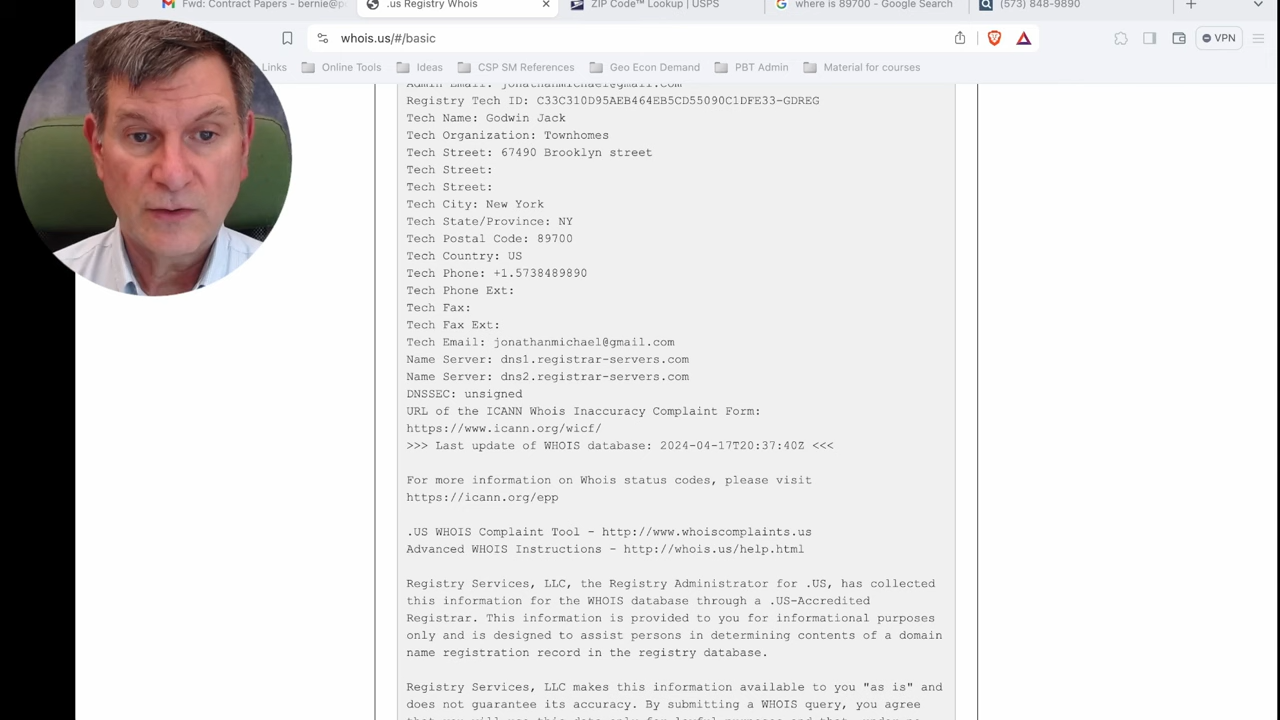 Fwd: Contract Papers - bernie@p
.us Registry Whois
ZIP Code™ Lookup | USPS
where is 89700 - Google Search
(573) 848-9890
whois.us/#/basic
VPN
Links
Online Tools
Ideas
CSP SM References
Geo Econ Demand
PBT Admin
Material for courses
Admin Email: jonathanmichael@gmail.com
Registry Tech ID: C33C310D95AEB464EB5CD55090C1DFE33-GDREG
Tech Name: Godwin Jack
Tech Organization: Townhomes
Tech Street: 67490 Brooklyn street
Tech Street:
Tech Street:
Tech City: New York
Tech State/Province: NY
Tech Postal Code: 89700
Tech Country: US
Tech Phone: +1.5738489890
Tech Phone Ext:
Tech Fax:
Tech Fax Ext:
Tech Email: jonathanmichael@gmail.com
Name Server: dns1.registrar-servers.com
Name Server: dns2.registrar-servers.com
DNSSEC: unsigned
URL of the ICANN Whois Inaccuracy Complaint Form:
https://www.icann.org/wicf/
>>> Last update of WHOIS database: 2024-04-17T20:37:40Z <<<
For more information on Whois status codes, please visit
https://icann.org/epp
.US WHOIS Complaint Tool - http://www.whoiscomplaints.us
Advanced WHOIS Instructions - http://whois.us/help.html
Registry Services, LLC, the Registry Administrator for .US, has collected
this information for the WHOIS database through a .US-Accredited
Registrar. This information is provided to you for informational purposes
only and is designed to assist persons in determining contents of a domain
name registration record in the registry database.
Registry Services, LLC makes this information available to you "as is" and
does not guarantee its accuracy. By submitting a WHOIS query, you agree